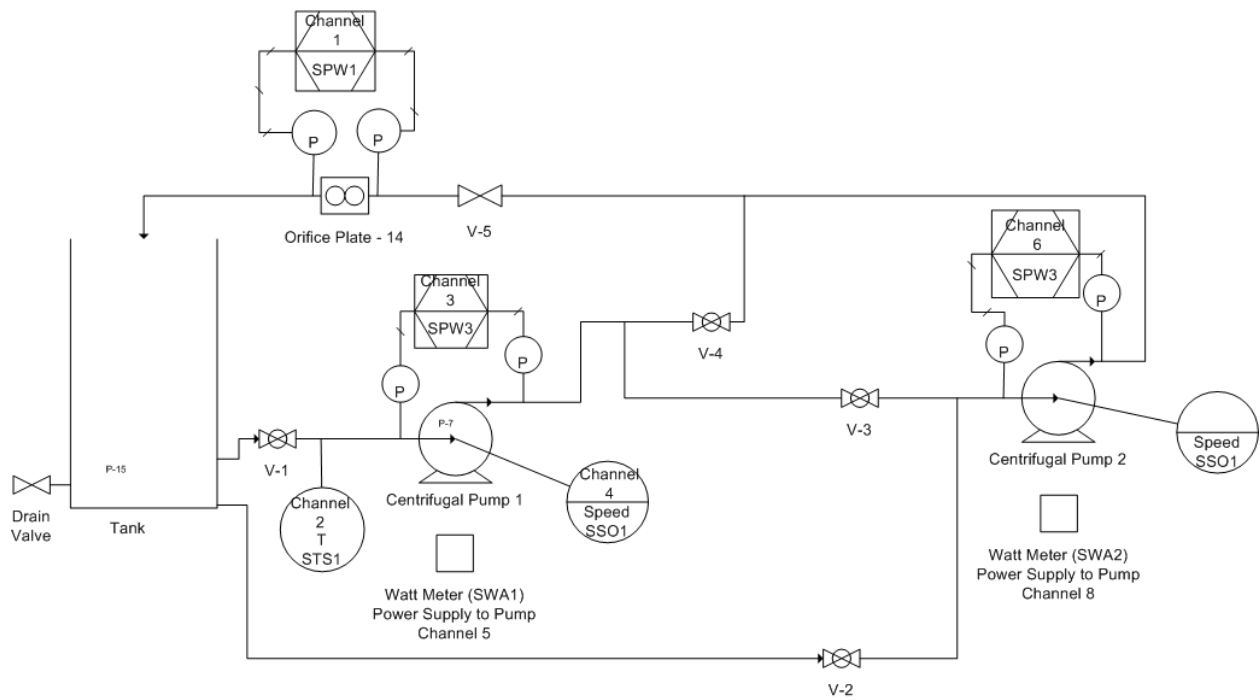 Channel
1
SPW1
P
P
Orifice Plate - 14
V-5
Channel
6
SPW3
P
P
Channel
3
SPW3
P
P
V-4
V-3
P-7
Centrifugal Pump 1
Centrifugal Pump 2
Speed
SSO1
P-15
V-1
Channel
2
T
STS1
Channel
4
Speed
SSO1
Drain
Valve
Tank
Watt Meter (SWA1)
Power Supply to Pump
Channel 5
Watt Meter (SWA2)
Power Supply to Pump
Channel 8
V-2